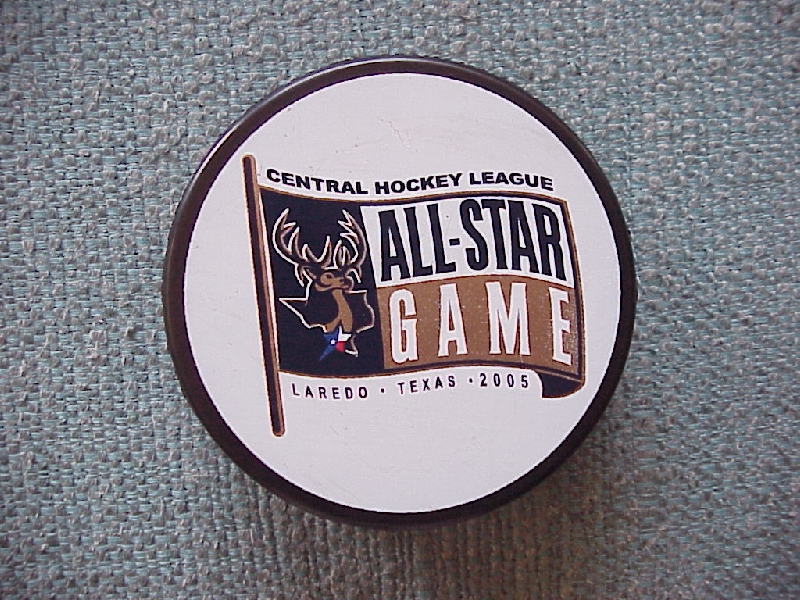 CENTRAL HOCKEY LEAGUE
ALL-STAR
GAME
LAREDO · TEXAS · 2005